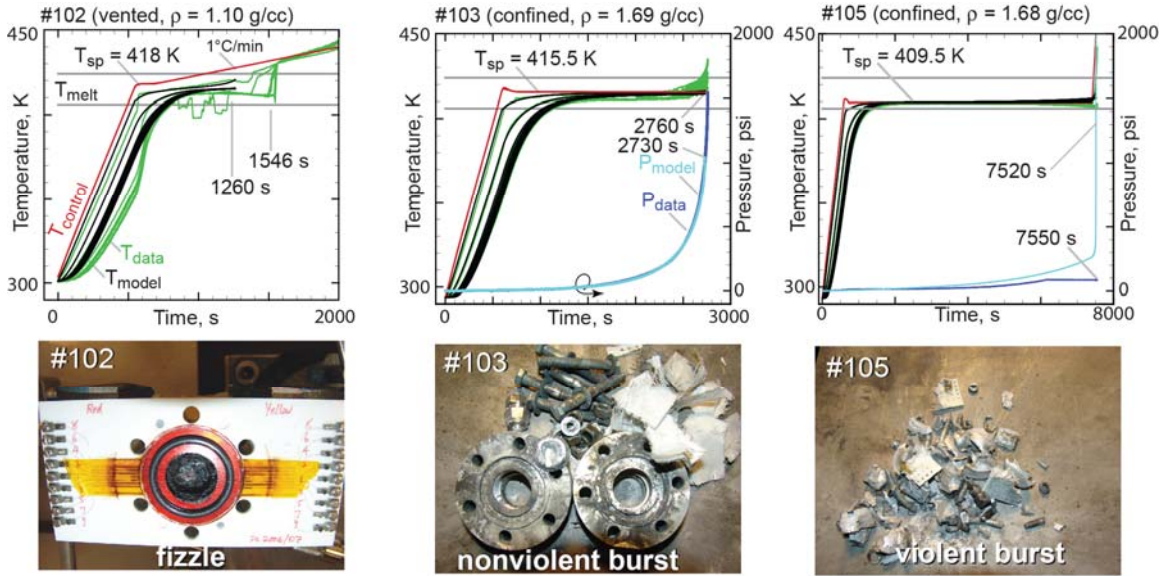 #102 (vented, ρ = 1.10 g/cc)
450
T_sp = 418 K
1°C/min
T_melt
Temperature, K
1546 s
1260 s
T_control
T_data
T_model
300
0
Time, s
2000
#103 (confined, ρ = 1.69 g/cc)
450
2000
T_sp = 415.5 K
Temperature, K
Pressure, psi
2760 s
2730 s
P_model
P_data
300
0
0
Time, s
3000
#105 (confined, ρ = 1.68 g/cc)
450
2000
T_sp = 409.5 K
Temperature, K
Pressure, psi
7520 s
7550 s
300
0
0
Time, s
8000
#102
Red
Yellow
fizzle
#103
nonviolent burst
#105
violent burst